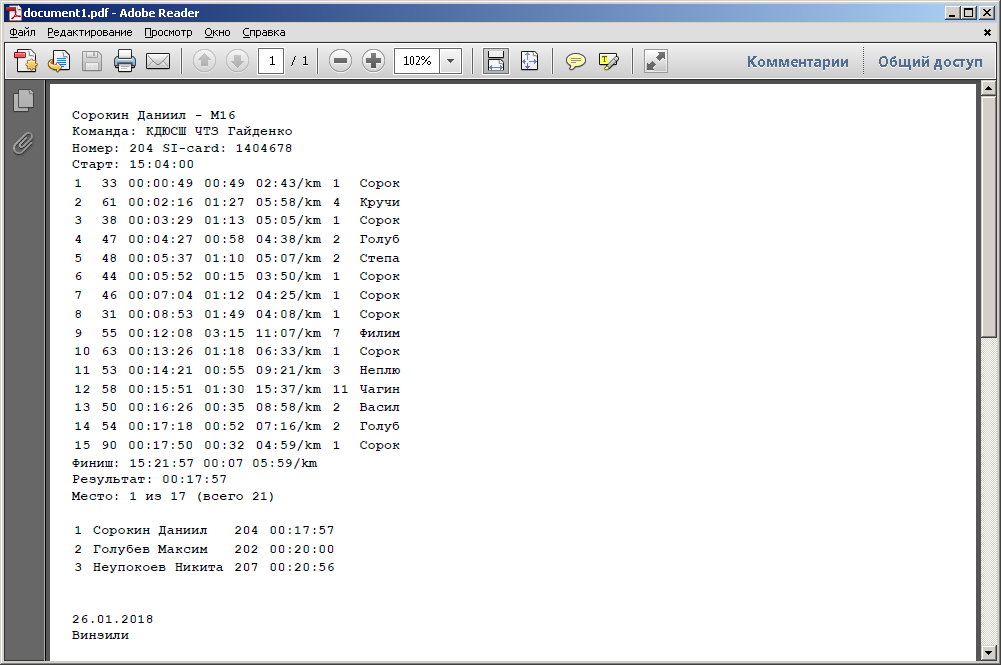 document1.pdf - Adobe Reader
Файл Редактирование Просмотр Окно Справка
1 / 1 102% Комментарии Общий доступ
Сорокин Даниил - М16
Команда: КДЮСШ ЧТЗ Гайденко
Номер: 204 SI-card: 1404678
Старт: 15:04:00
1 33 00:00:49 00:49 02:43/km 1 Сорок
2 61 00:02:16 01:27 05:58/km 4 Кручи
3 38 00:03:29 01:13 05:05/km 1 Сорок
4 47 00:04:27 00:58 04:38/km 2 Голуб
5 48 00:05:37 01:10 05:07/km 2 Степа
6 44 00:05:52 00:15 03:50/km 1 Сорок
7 46 00:07:04 01:12 04:25/km 1 Сорок
8 31 00:08:53 01:49 04:08/km 1 Сорок
9 55 00:12:08 03:15 11:07/km 7 Филим
10 63 00:13:26 01:18 06:33/km 1 Сорок
11 53 00:14:21 00:55 09:21/km 3 Неплю
12 58 00:15:51 01:30 15:37/km 11 Чагин
13 50 00:16:26 00:35 08:58/km 2 Васил
14 54 00:17:18 00:52 07:16/km 2 Голуб
15 90 00:17:50 00:32 04:59/km 1 Сорок
Финиш: 15:21:57 00:07 05:59/km
Результат: 00:17:57
Место: 1 из 17 (всего 21)
1 Сорокин Даниил 204 00:17:57
2 Голубев Максим 202 00:20:00
3 Неупокоев Никита 207 00:20:56
26.01.2018
Винзили